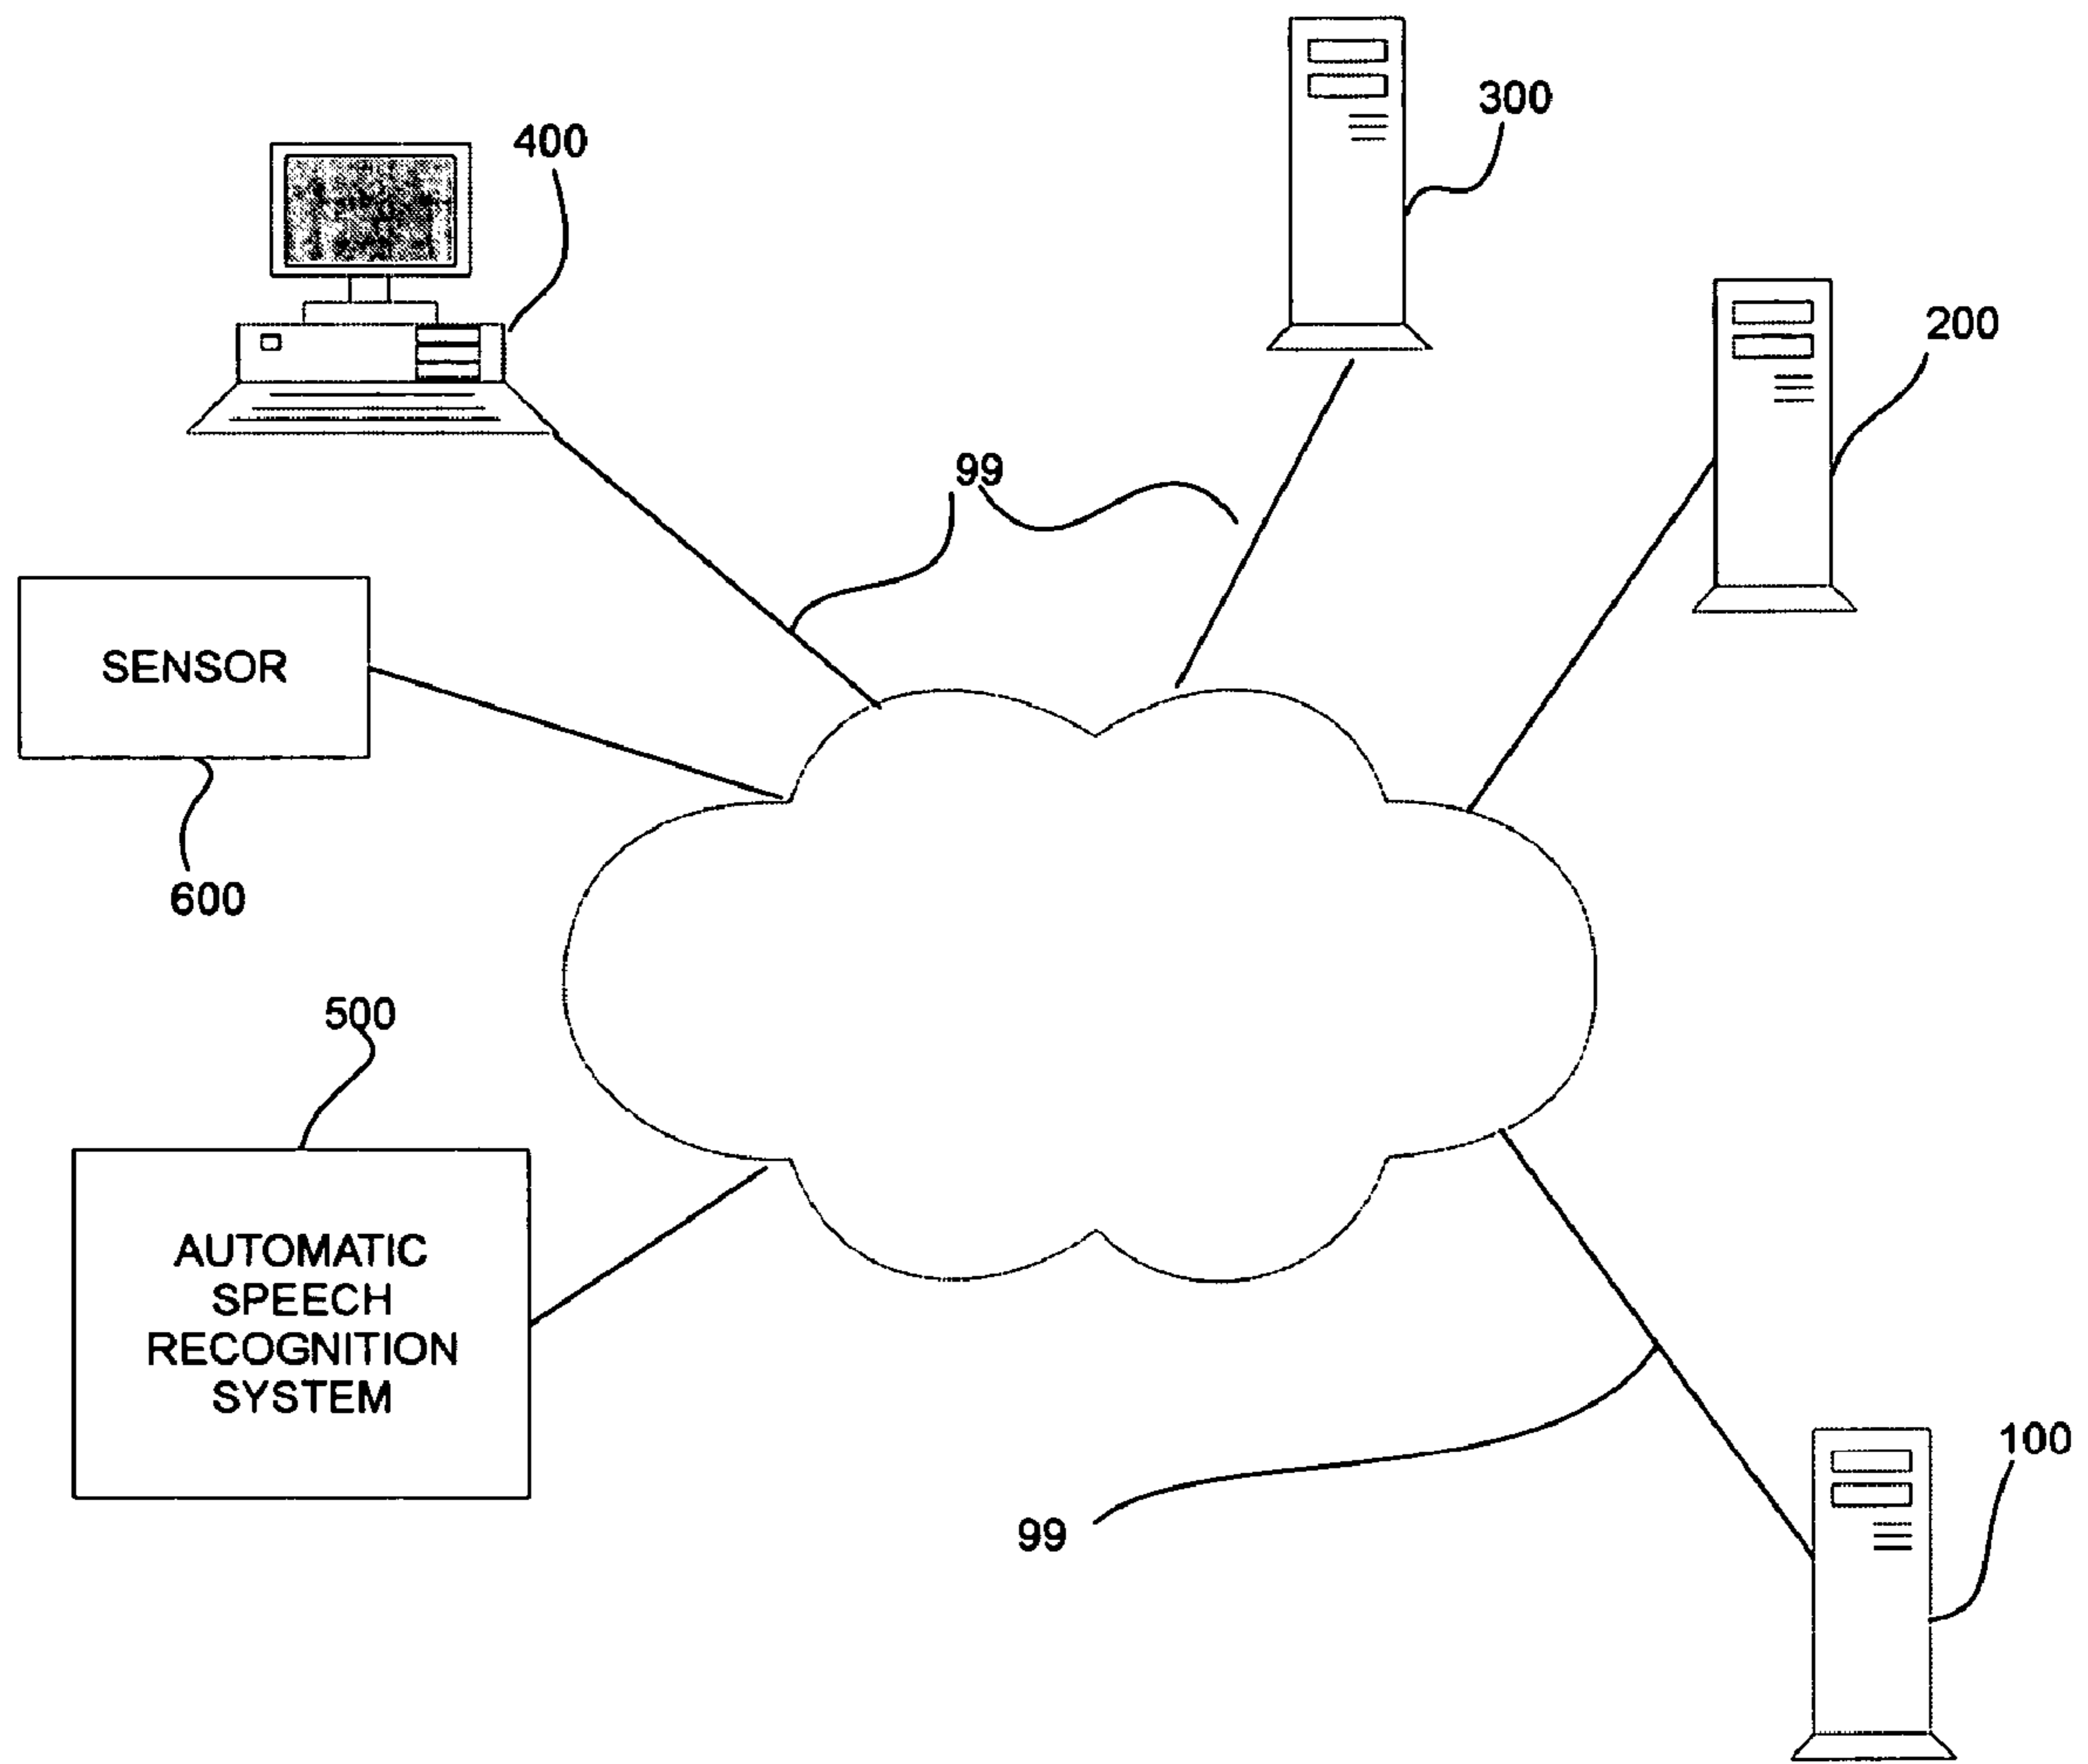 300
400
200
99
SENSOR
600
500
AUTOMATIC
SPEECH
RECOGNITION
SYSTEM
100
99